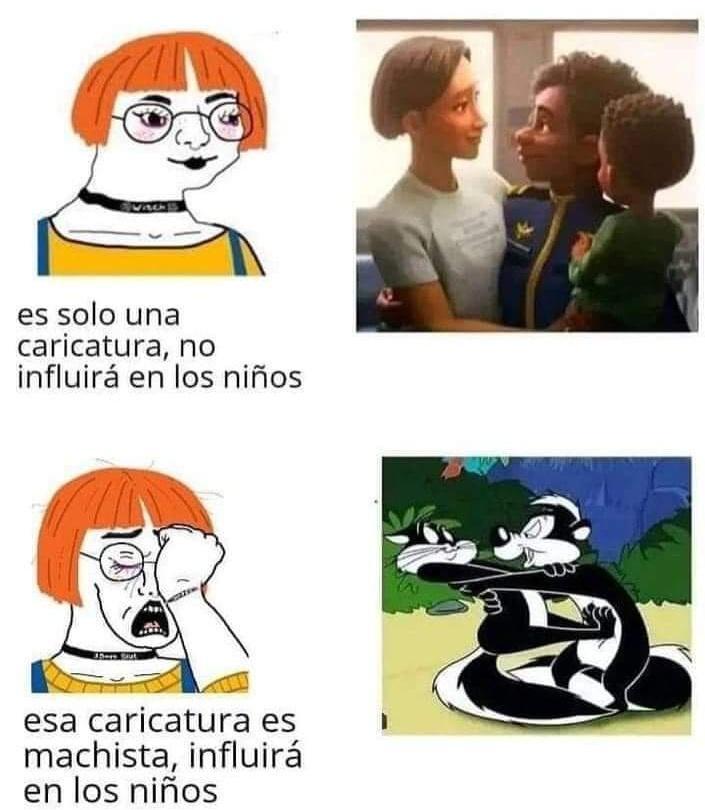 es solo una
caricatura, no
influirá en los niños
esa caricatura es
machista, influirá
en los niños